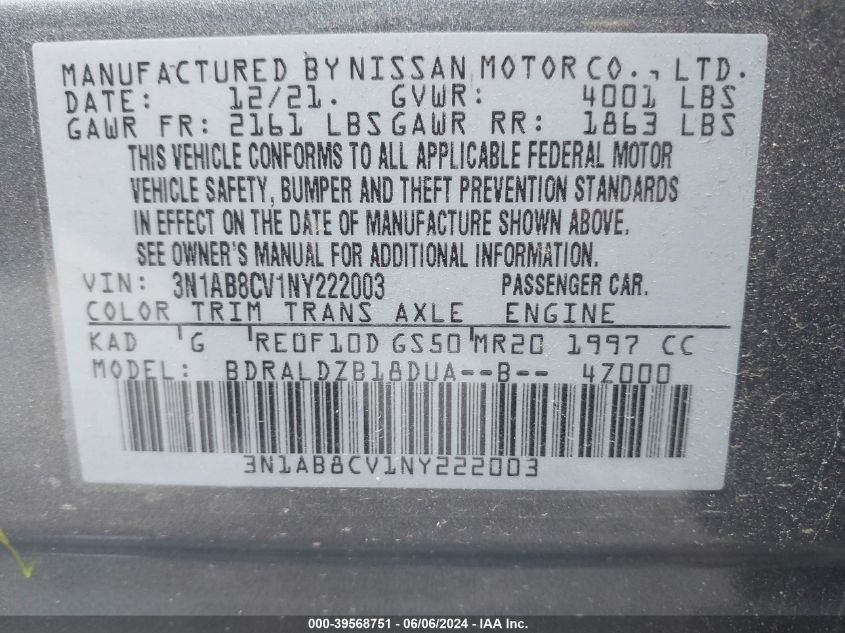 MANUFACTURED BY NISSAN MOTOR CO., LTD.
DATE: 12/21. GVWR: 4001 LBS
GAWR FR: 2161 LBS GAWR RR: 1863 LBS
THIS VEHICLE CONFORMS TO ALL APPLICABLE FEDERAL MOTOR
VEHICLE SAFETY, BUMPER AND THEFT PREVENTION STANDARDS
IN EFFECT ON THE DATE OF MANUFACTURE SHOWN ABOVE.
SEE OWNER'S MANUAL FOR ADDITIONAL INFORMATION.
VIN: 3N1AB8CV1NY222003 PASSENGER CAR.
COLOR TRIM TRANS AXLE ENGINE
KAD G RE0F10D GS50 MR20 1997 CC
MODEL: BDRALDZB18DUA--B-- 4Z000
3N1AB8CV1NY222003
000-39568751 - 06/06/2024 - IAA Inc.